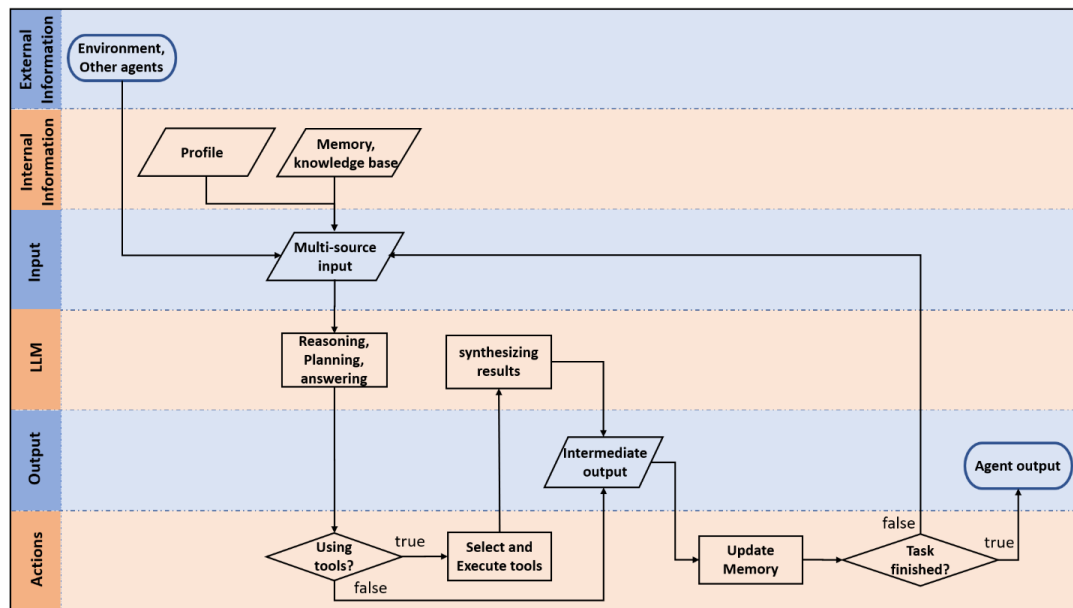 External
Information
Environment,
Other agents
Internal
Information
Profile
Memory,
knowledge base
Input
Multi-source
input
LLM
Reasoning,
Planning,
answering
synthesizing
results
Output
Intermediate
output
Agent output
Actions
Using
tools?
true
false
Select and
Execute tools
Update
Memory
Task
finished?
false
true